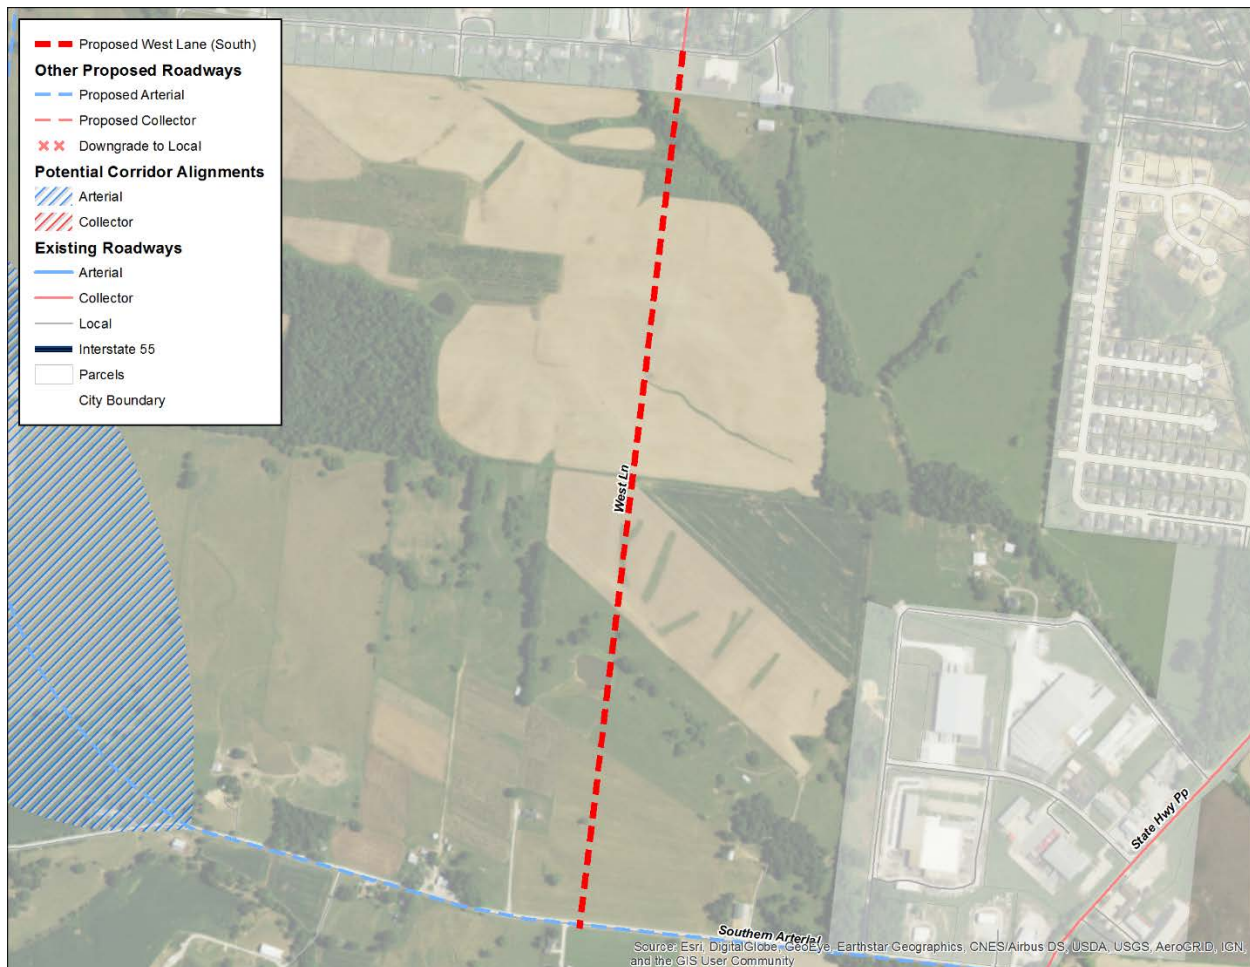 Proposed West Lane (South)
Other Proposed Roadways
Proposed Arterial
Proposed Collector
Downgrade to Local
Potential Corridor Alignments
Arterial
Collector
Existing Roadways
Arterial
Collector
Local
Interstate 55
Parcels
City Boundary
West Ln
State Hwy Pp
Southern Arterial
Source: Esri, DigitalGlobe, GeoEye, Earthstar Geographics, CNES/Airbus DS, USDA, USGS, AeroGRID, IGN,
and the GIS User Community